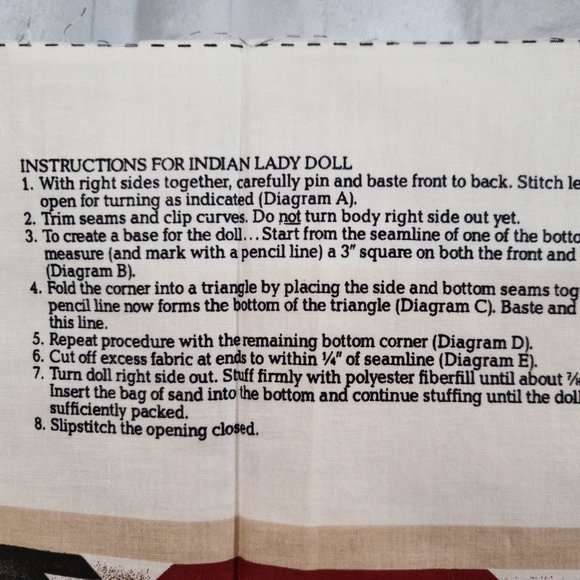 INSTRUCTIONS FOR INDIAN LADY DOLL
1. With right sides together, carefully pin and baste front to back. Stitch
open for turning as indicated (Diagram A).
2. Trim seams and clip curves. Do not turn body right side out yet.
3. To create a base for the doll... Start from the seamline of one of the
measure (and mark with a pencil line) a 3" square on both the front and
(Diagram B).
4. Fold the corner into a triangle by placing the side and bottom seams
pencil line now forms the bottom of the triangle (Diagram C). Baste and
this line.
5. Repeat procedure with the remaining bottom corner (Diagram D).
6. Cut off excess fabric at ends to within ¼" of seamline (Diagram E).
7. Turn doll right side out. Stuff firmly with polyester fiberfill until about
Insert the bag of sand into the bottom and continue stuffing until the doll
sufficiently packed.
8. Slipstitch the opening closed.